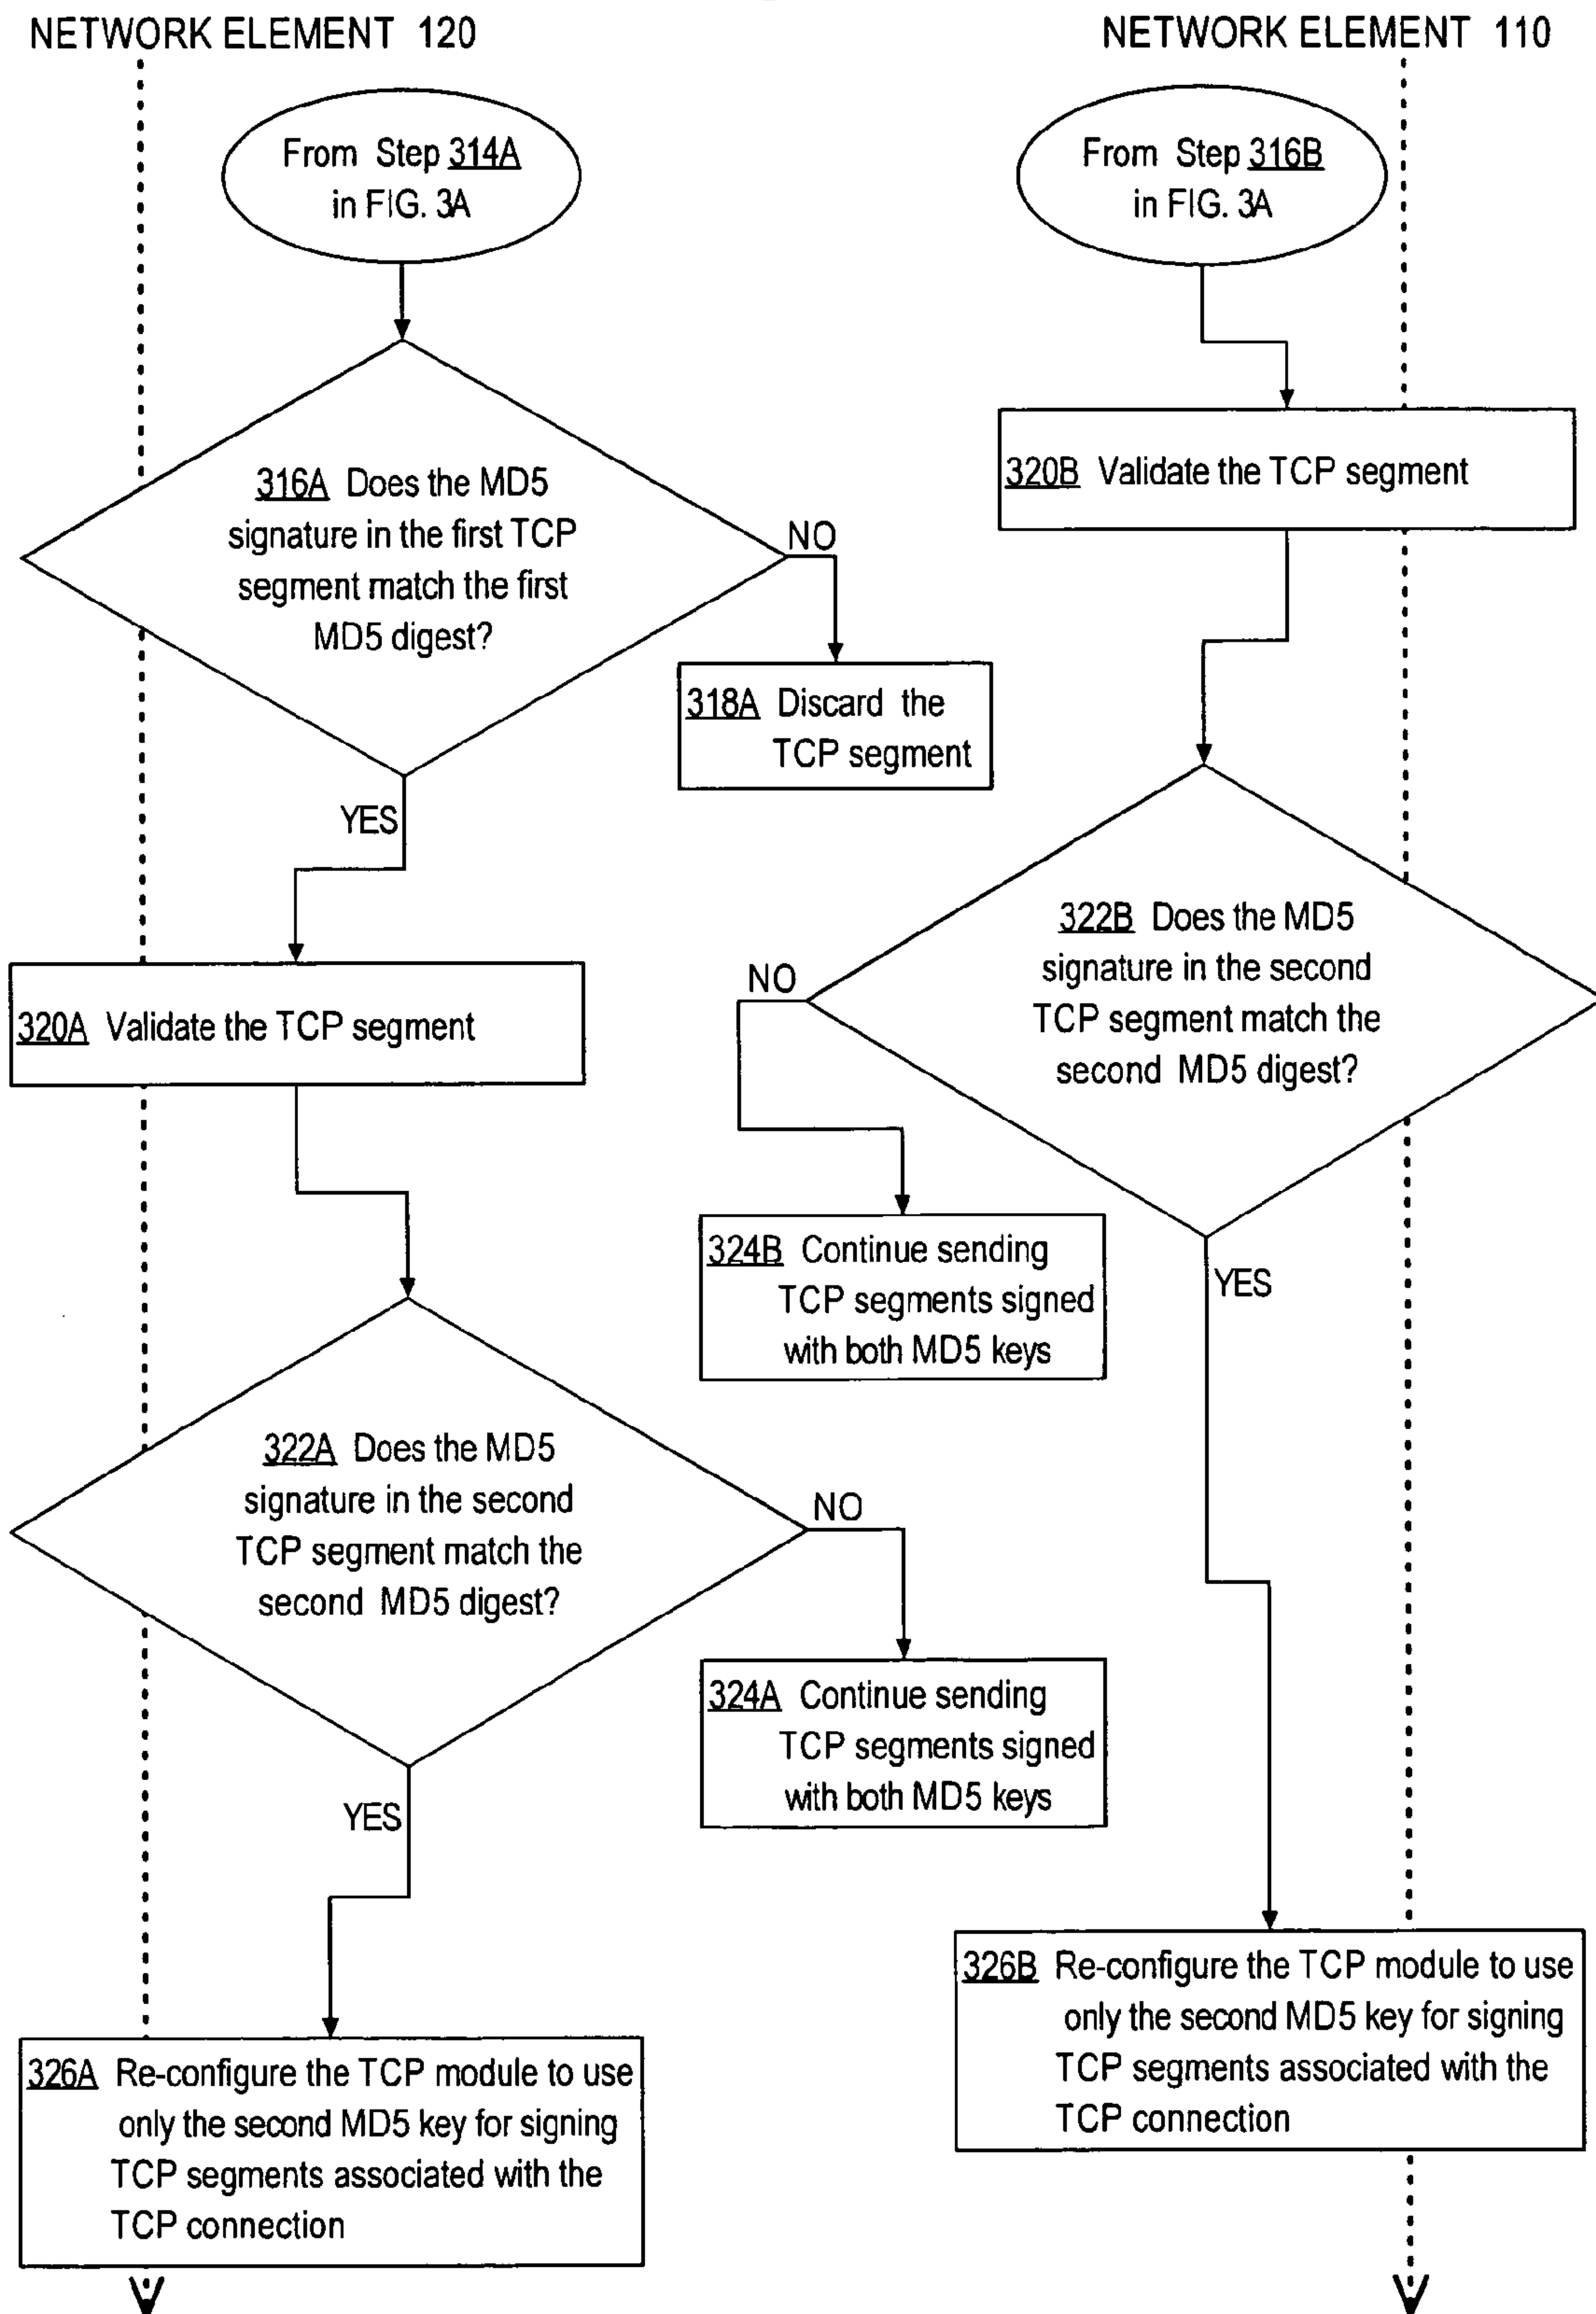 NETWORK ELEMENT 120
NETWORK ELEMENT 110
From Step 314A
in FIG. 3A
From Step 316B
in FIG. 3A
316A Does the MD5
signature in the first TCP
segment match the first
MD5 digest?
NO
318A Discard the
TCP segment
YES
320A Validate the TCP segment
322A Does the MD5
signature in the second
TCP segment match the
second MD5 digest?
NO
324A Continue sending
TCP segments signed
with both MD5 keys
YES
326A Re-configure the TCP module to use
only the second MD5 key for signing
TCP segments associated with the
TCP connection
320B Validate the TCP segment
322B Does the MD5
signature in the second
TCP segment match the
second MD5 digest?
NO
324B Continue sending
TCP segments signed
with both MD5 keys
YES
326B Re-configure the TCP module to use
only the second MD5 key for signing
TCP segments associated with the
TCP connection